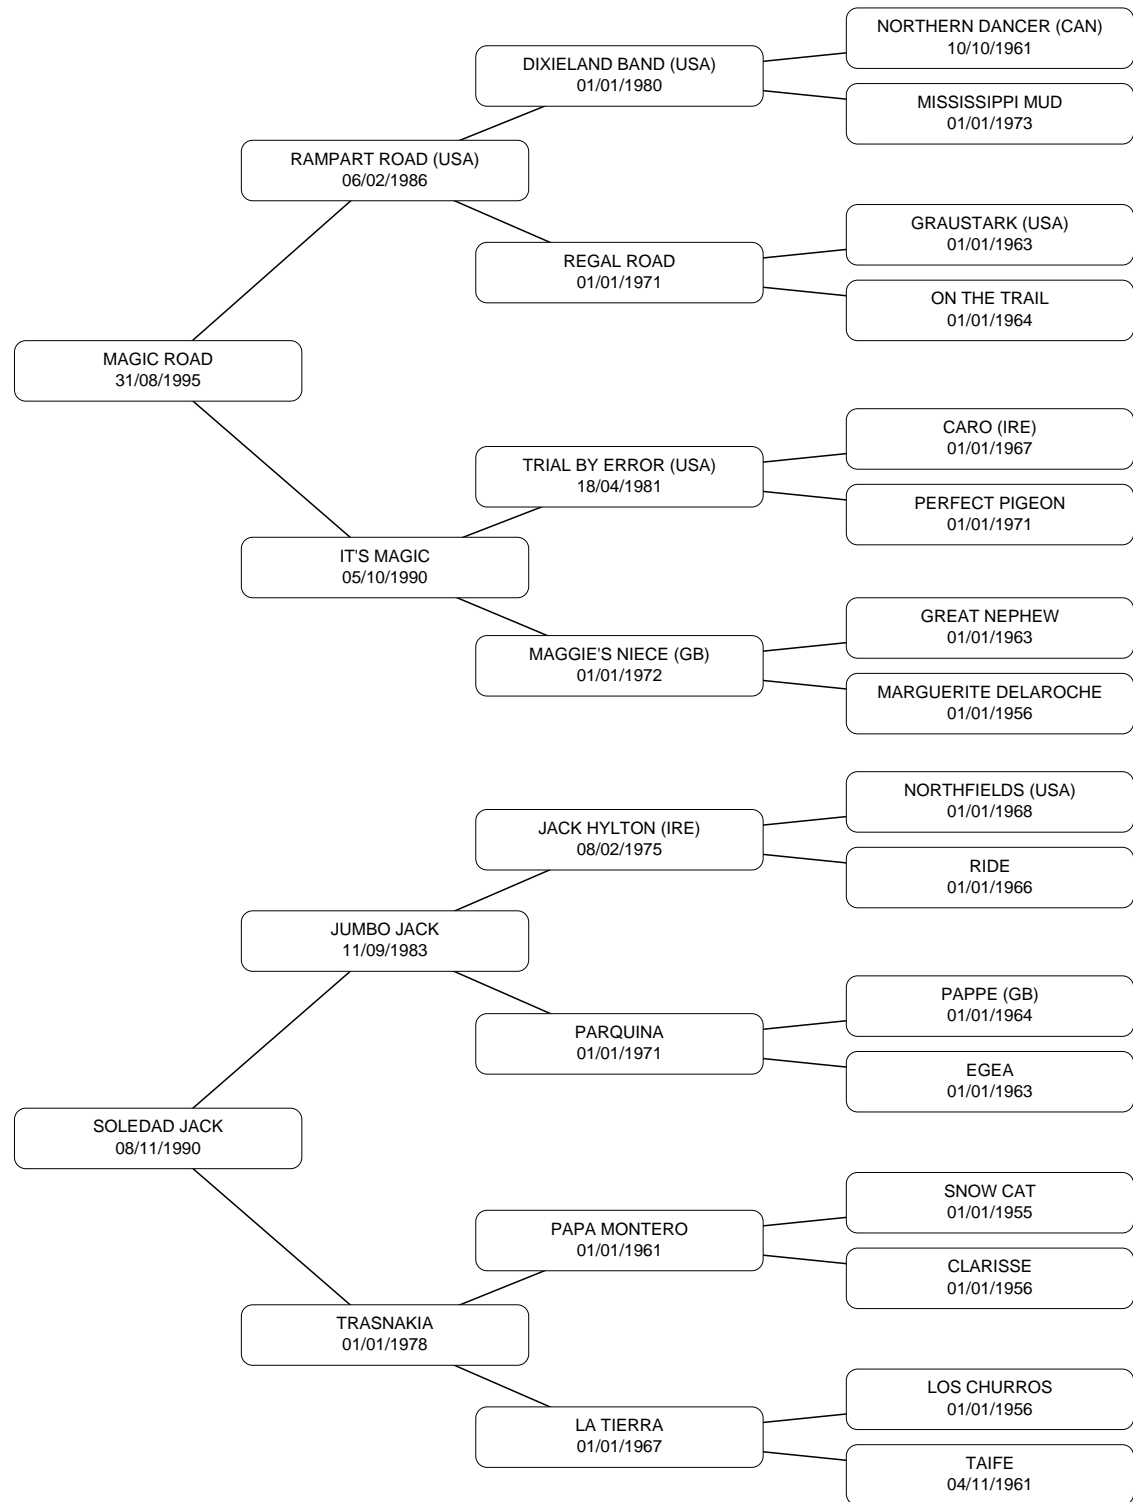 NORTHERN DANCER (CAN)
10/10/1961
DIXIELAND BAND (USA)
01/01/1980
MISSISSIPPI MUD
01/01/1973
RAMPART ROAD (USA)
06/02/1986
GRAUSTARK (USA)
01/01/1963
REGAL ROAD
01/01/1971
ON THE TRAIL
01/01/1964
MAGIC ROAD
31/08/1995
CARO (IRE)
01/01/1967
TRIAL BY ERROR (USA)
18/04/1981
PERFECT PIGEON
01/01/1971
IT'S MAGIC
05/10/1990
GREAT NEPHEW
01/01/1963
MAGGIE'S NIECE (GB)
01/01/1972
MARGUERITE DELAROCHE
01/01/1956
NORTHFIELDS (USA)
01/01/1968
JACK HYLTON (IRE)
08/02/1975
RIDE
01/01/1966
JUMBO JACK
11/09/1983
PAPPE (GB)
01/01/1964
PARQUINA
01/01/1971
EGEA
01/01/1963
SOLEDAD JACK
08/11/1990
SNOW CAT
01/01/1955
PAPA MONTERO
01/01/1961
CLARISSE
01/01/1956
TRASNAKIA
01/01/1978
LOS CHURROS
01/01/1956
LA TIERRA
01/01/1967
TAIFE
04/11/1961